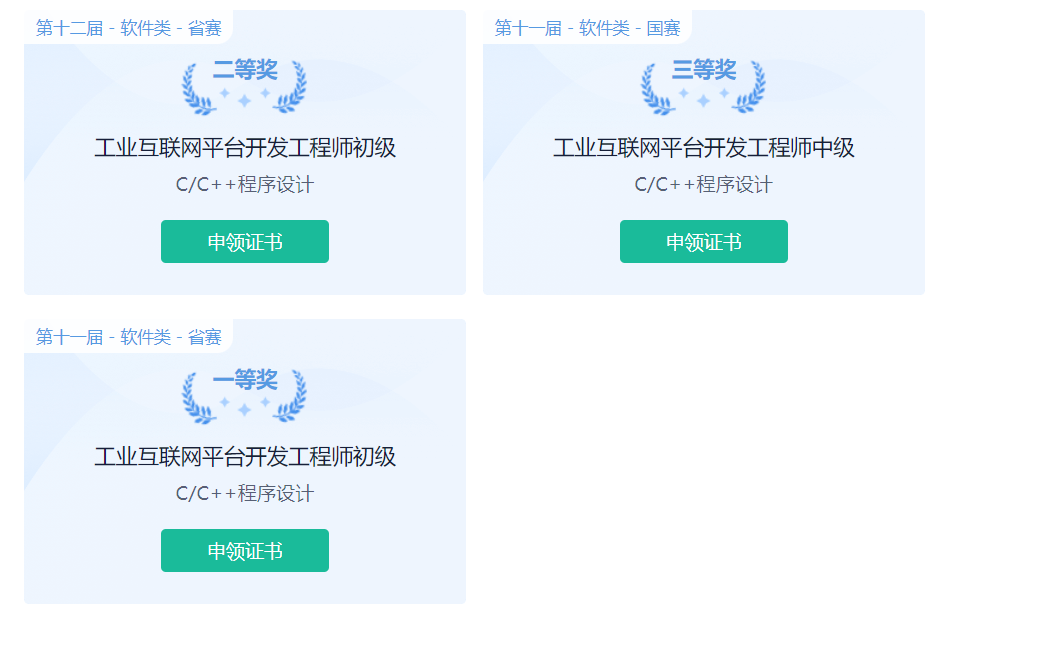 第十二届 - 软件类 - 省赛
二等奖
工业互联网平台开发工程师初级
C/C++程序设计
申领证书
第十一届 - 软件类 - 国赛
三等奖
工业互联网平台开发工程师中级
C/C++程序设计
申领证书
第十一届 - 软件类 - 省赛
一等奖
工业互联网平台开发工程师初级
C/C++程序设计
申领证书